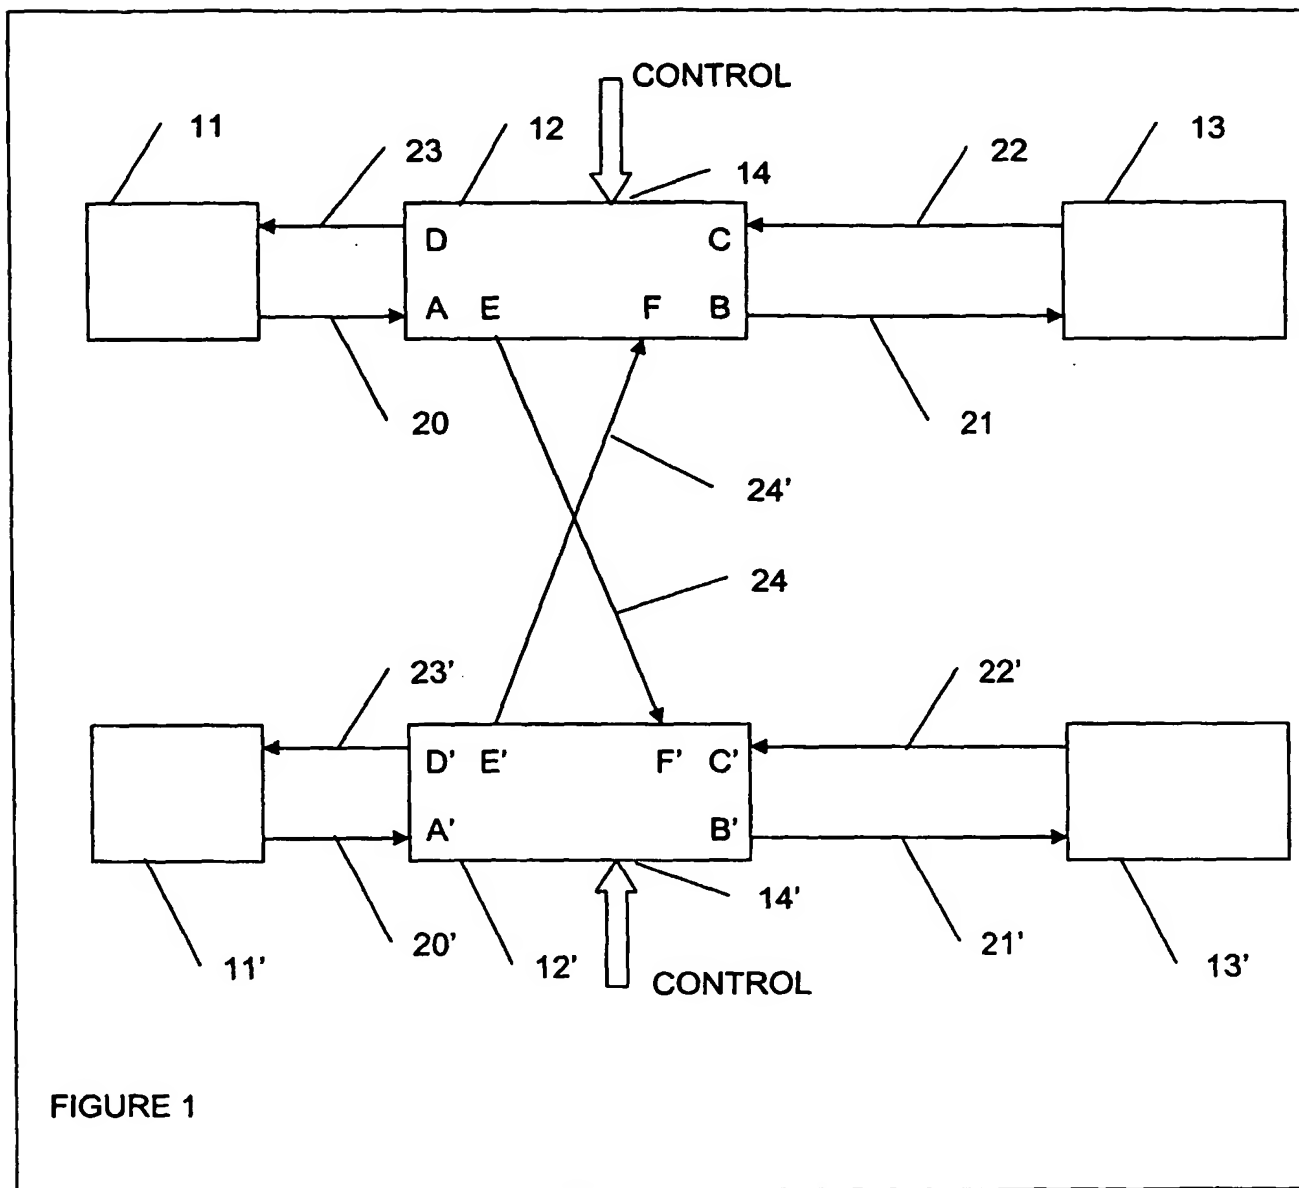 CONTROL
11 23 12 14 22 13
D C
A E F B
20 21
24'
24
23' 22'
D' E' F' C'
A' B'
11' 20' 12' 14' 21' 13'
CONTROL
FIGURE 1